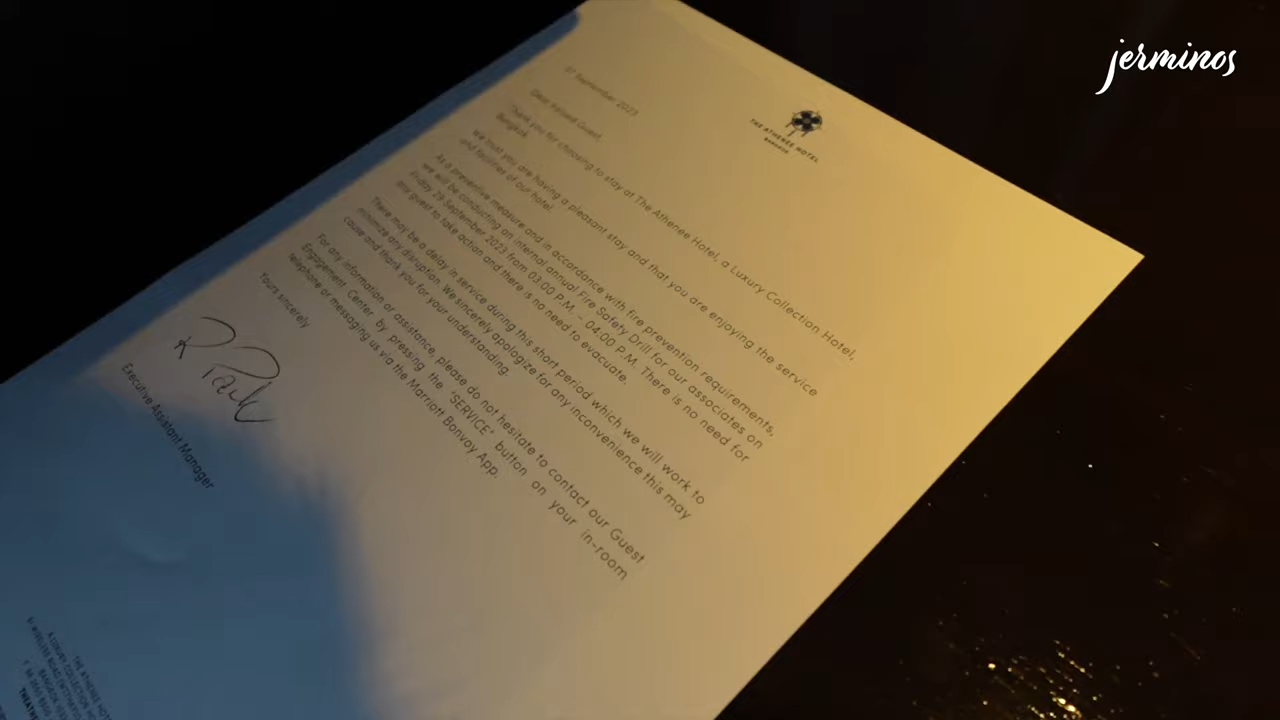 jerminos
THE ATHENEE HOTEL
BANGKOK
27 September 2023
Dear Valued Guest,
Thank you for choosing to stay at The Athenee Hotel, a Luxury Collection Hotel,
Bangkok.
We trust you are having a pleasant stay and that you are enjoying the service
and facilities of our hotel.
As a preventive measure and in accordance with fire prevention requirements,
we will be conducting an internal annual Fire Safety Drill for our associates on
Friday 29 September 2023 from 03:00 P.M. – 04:00 P.M. There is no need for
any guest to take action and there is no need to evacuate.
There may be a delay in service during this short period which we will work to
minimize any disruption. We sincerely apologize for any inconvenience this may
cause and thank you for your understanding.
For any information or assistance, please do not hesitate to contact our Guest
Engagement Center by pressing the "SERVICE" button on your in-room
telephone or messaging us via the Marriott Bonvoy App.
Yours sincerely
R Park
Executive Assistant Manager
THE ATHENEE HOTEL